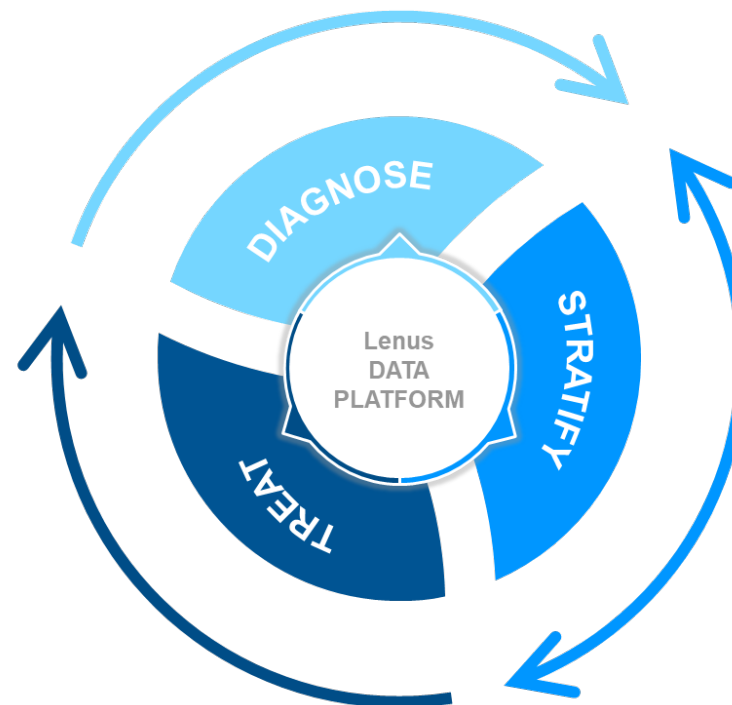 DIAGNOSE
STRATIFY
TREAT
Lenus
DATA
PLATFORM